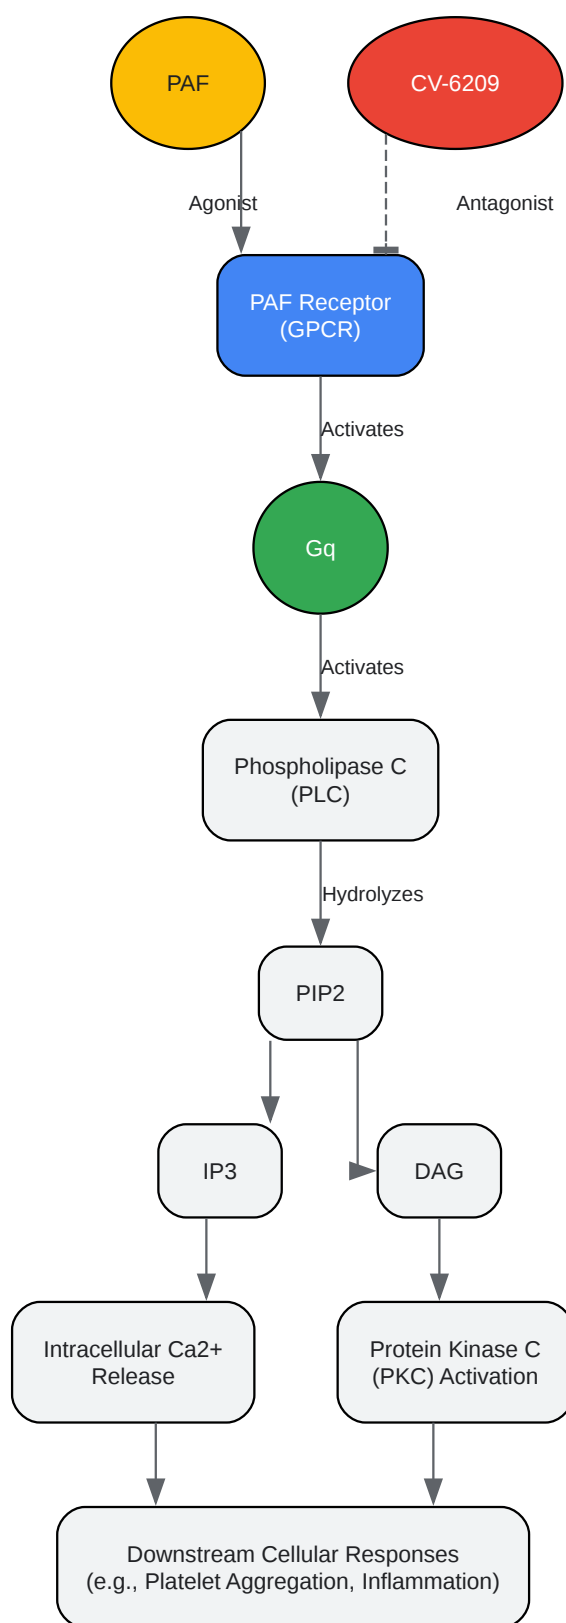 PAF
CV-6209
Agonist
Antagonist
PAF Receptor
(GPCR)
Activates
Gq
Activates
Phospholipase C
(PLC)
Hydrolyzes
PIP2
IP3
DAG
Intracellular Ca2+
Release
Protein Kinase C
(PKC) Activation
Downstream Cellular Responses
(e.g., Platelet Aggregation, Inflammation)